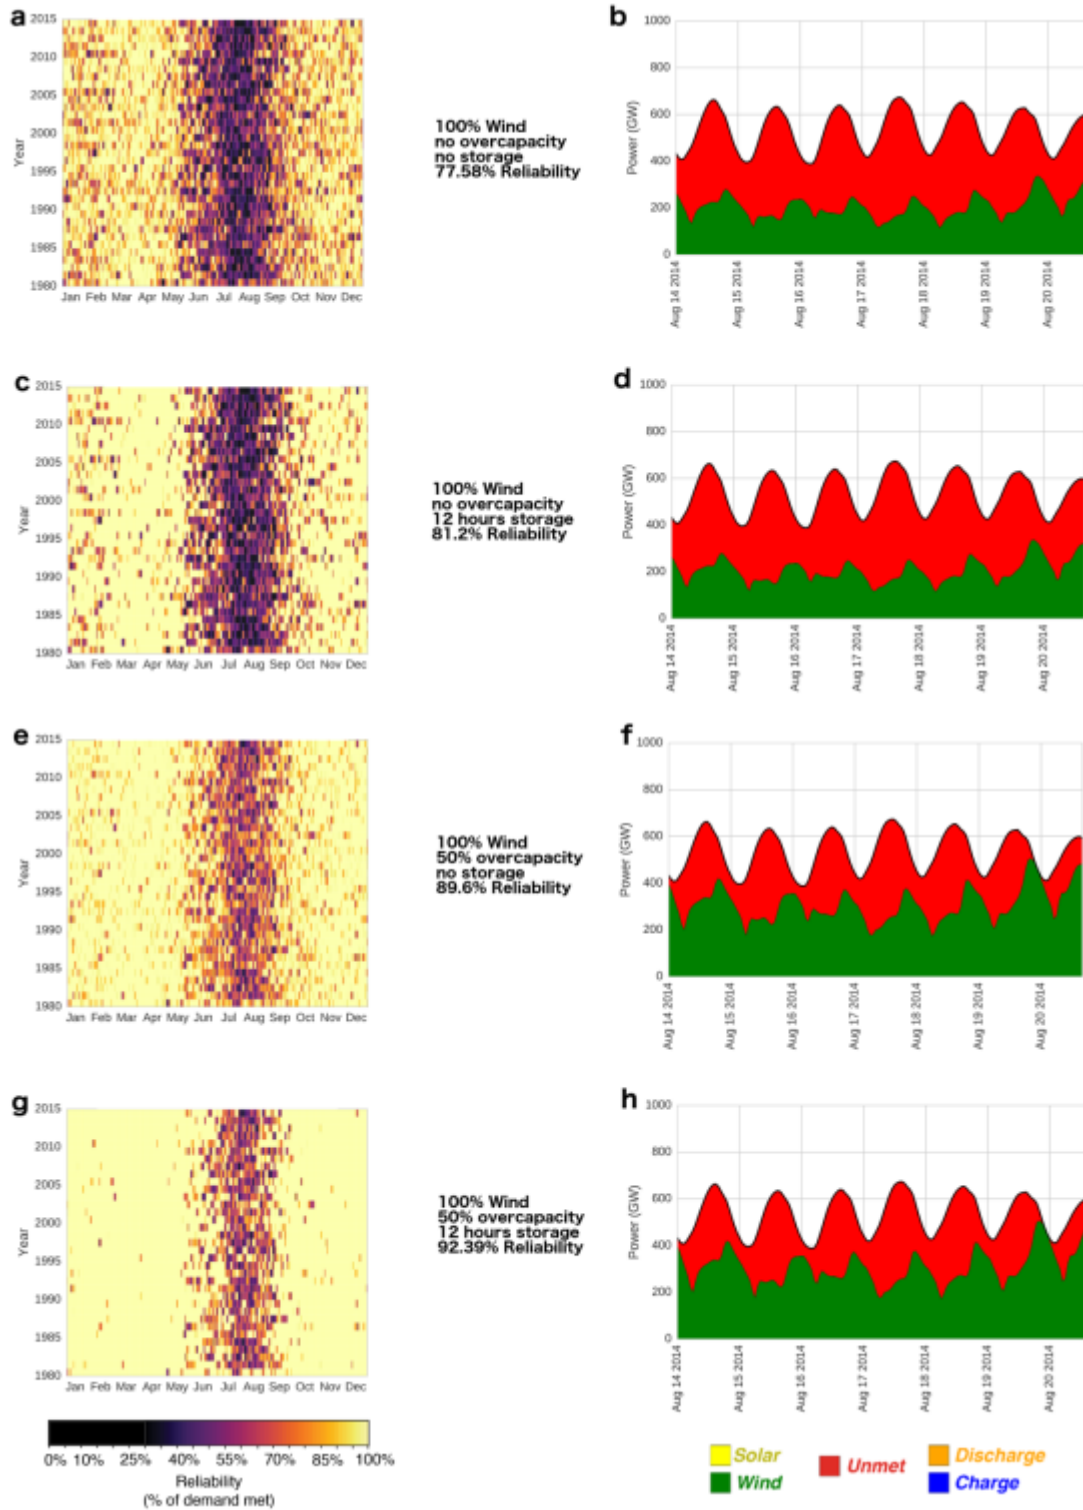 a
2015
2010
2005
2000
1995
1990
1985
1980
Year
Jan Feb Mar Apr May Jun Jul Aug Sep Oct Nov Dec
100% Wind
no overcapacity
no storage
77.58% Reliability
b
1000
800
600
400
200
0
Power (GW)
Aug 14 2014
Aug 15 2014
Aug 16 2014
Aug 17 2014
Aug 18 2014
Aug 19 2014
Aug 20 2014
c
2015
2010
2005
2000
1995
1990
1985
1980
Year
Jan Feb Mar Apr May Jun Jul Aug Sep Oct Nov Dec
100% Wind
no overcapacity
12 hours storage
81.2% Reliability
d
1000
800
600
400
200
0
Power (GW)
Aug 14 2014
Aug 15 2014
Aug 16 2014
Aug 17 2014
Aug 18 2014
Aug 19 2014
Aug 20 2014
e
2015
2010
2005
2000
1995
1990
1985
1980
Year
Jan Feb Mar Apr May Jun Jul Aug Sep Oct Nov Dec
100% Wind
50% overcapacity
no storage
89.6% Reliability
f
1000
800
600
400
200
0
Power (GW)
Aug 14 2014
Aug 15 2014
Aug 16 2014
Aug 17 2014
Aug 18 2014
Aug 19 2014
Aug 20 2014
g
2015
2010
2005
2000
1995
1990
1985
1980
Year
Jan Feb Mar Apr May Jun Jul Aug Sep Oct Nov Dec
100% Wind
50% overcapacity
12 hours storage
92.39% Reliability
h
1000
800
600
400
200
0
Power (GW)
Aug 14 2014
Aug 15 2014
Aug 16 2014
Aug 17 2014
Aug 18 2014
Aug 19 2014
Aug 20 2014
0% 10% 25% 40% 55% 70% 85% 100%
Reliability
(% of demand met)
Solar
Wind
Unmet
Discharge
Charge